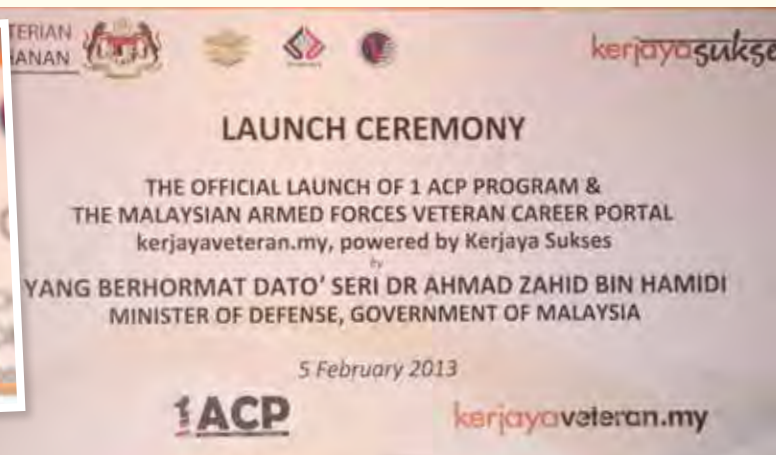 TERIAN
ANAN
kerjayasukse
LAUNCH CEREMONY
THE OFFICIAL LAUNCH OF 1 ACP PROGRAM &
THE MALAYSIAN ARMED FORCES VETERAN CAREER PORTAL
kerjayaveteran.my, powered by Kerjaya Sukses
by
YANG BERHORMAT DATO' SERI DR AHMAD ZAHID BIN HAMIDI
MINISTER OF DEFENSE, GOVERNMENT OF MALAYSIA
5 February 2013
1ACP
kerjayaveteran.my